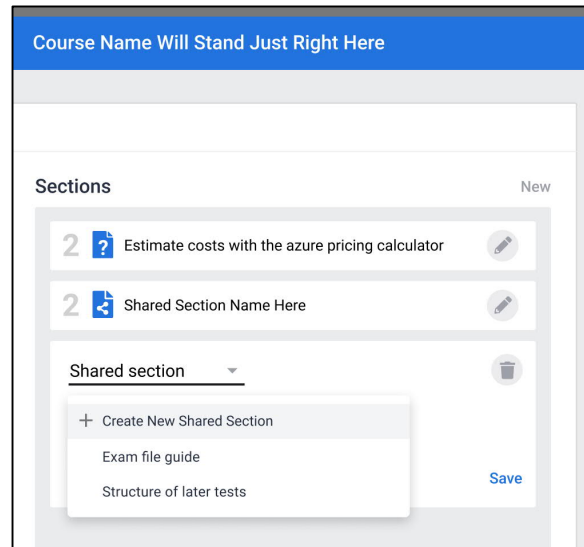 Course Name Will Stand Just Right Here
Sections
New
2 ? Estimate costs with the azure pricing calculator
2 Shared Section Name Here
Shared section
+ Create New Shared Section
Exam file guide
Structure of later tests
Save